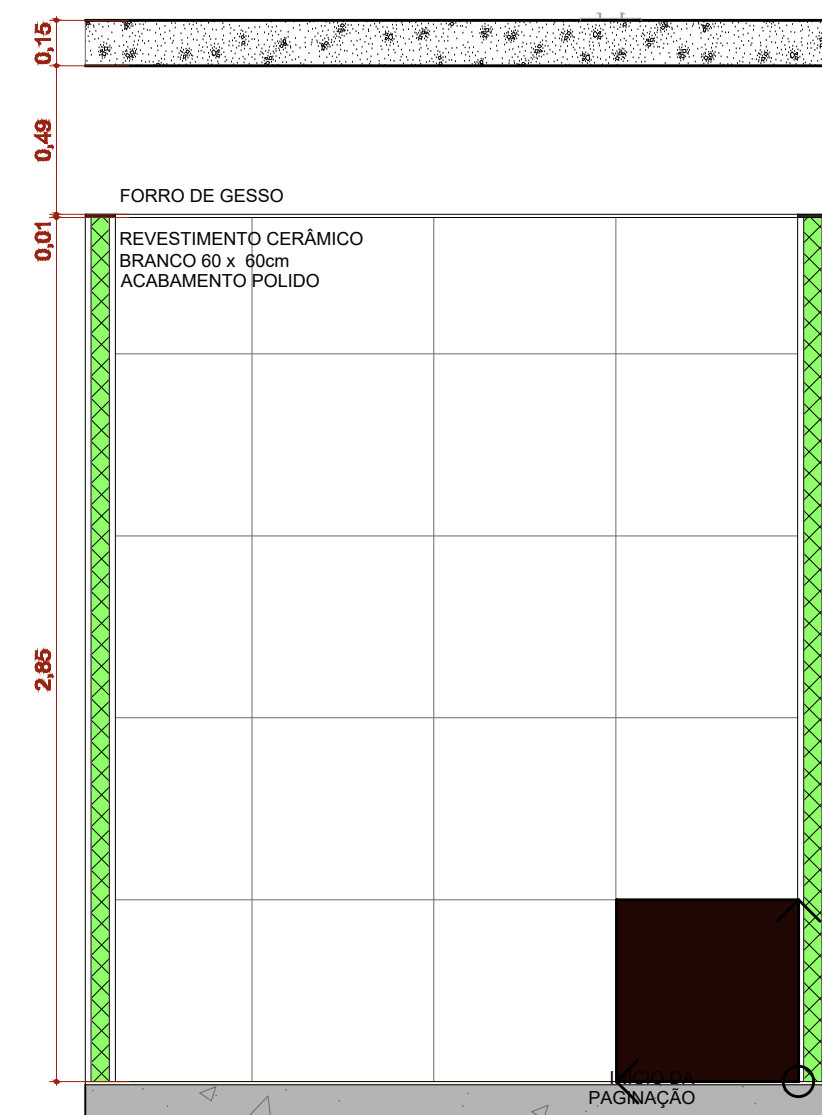 0,15
0,49
FORRO DE GESSO
0,01
REVESTIMENTO CERÂMICO
BRANCO 60 x 60cm
ACABAMENTO POLIDO
2,85
INÍCIO DA
PAGINAÇÃO